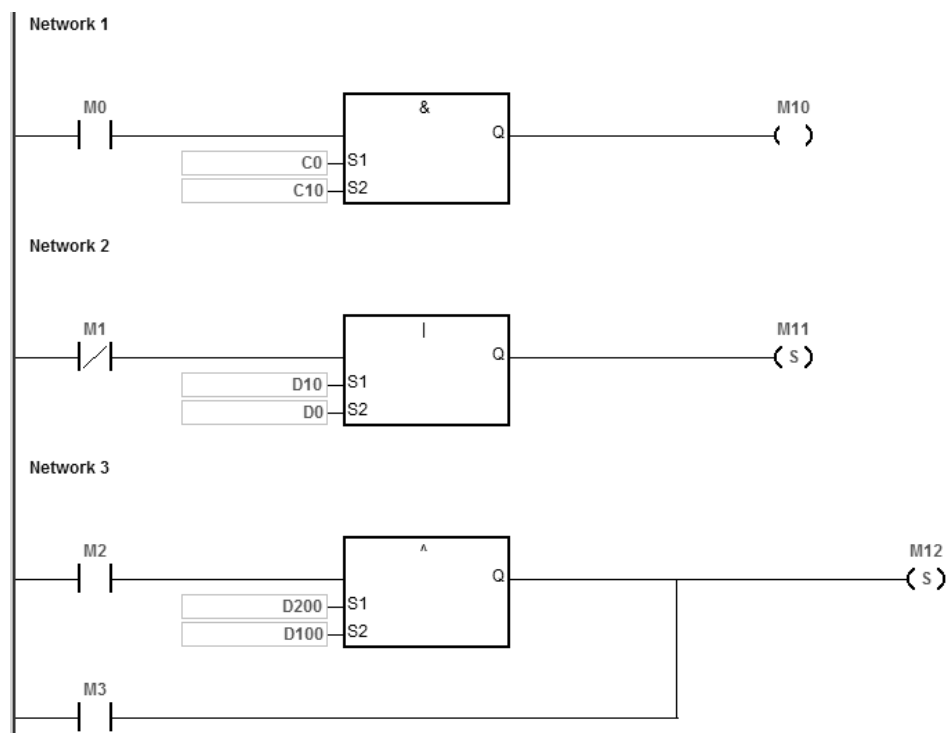 Network 1
M0
&
M10
Q
C0 S1
C10 S2
Network 2
M1
|
M11
Q
S
D10 S1
D0 S2
Network 3
M2
^
M12
Q
S
D200 S1
D100 S2
M3